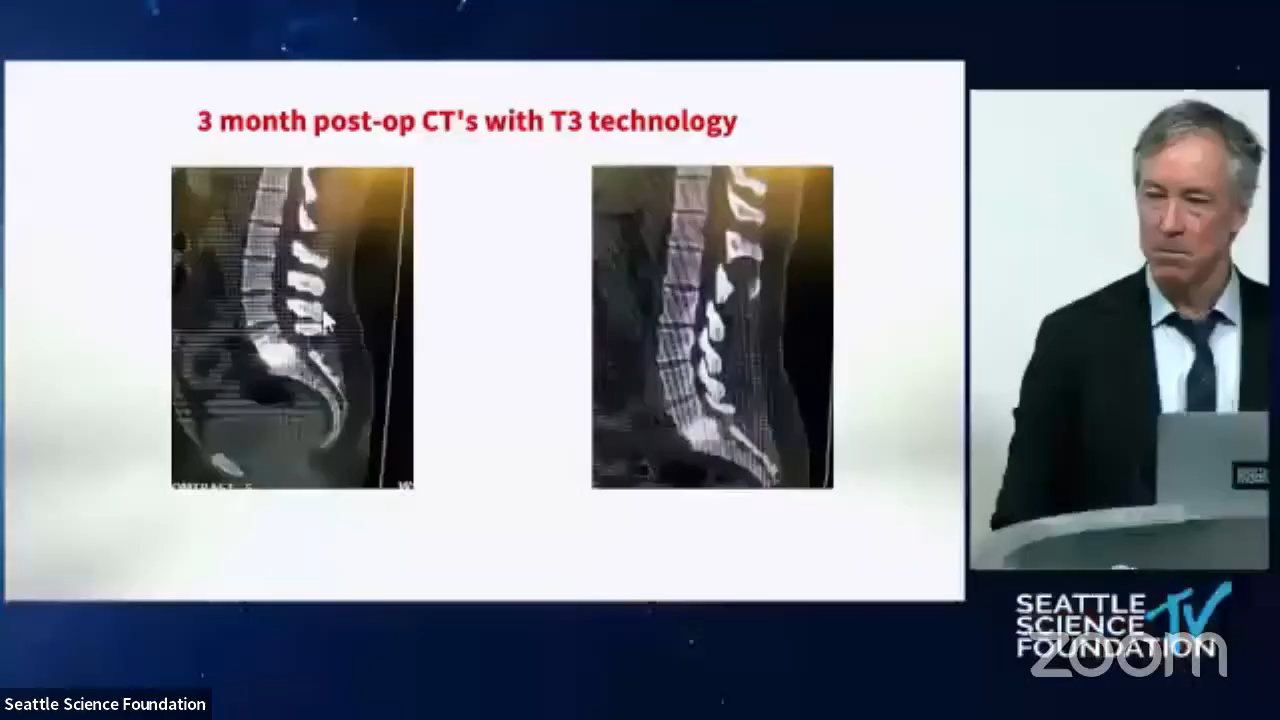 3 month post-op CT's with T3 technology
SEATTLE
SCIENCE
FOUNDATION
TV
zoom
Seattle Science Foundation